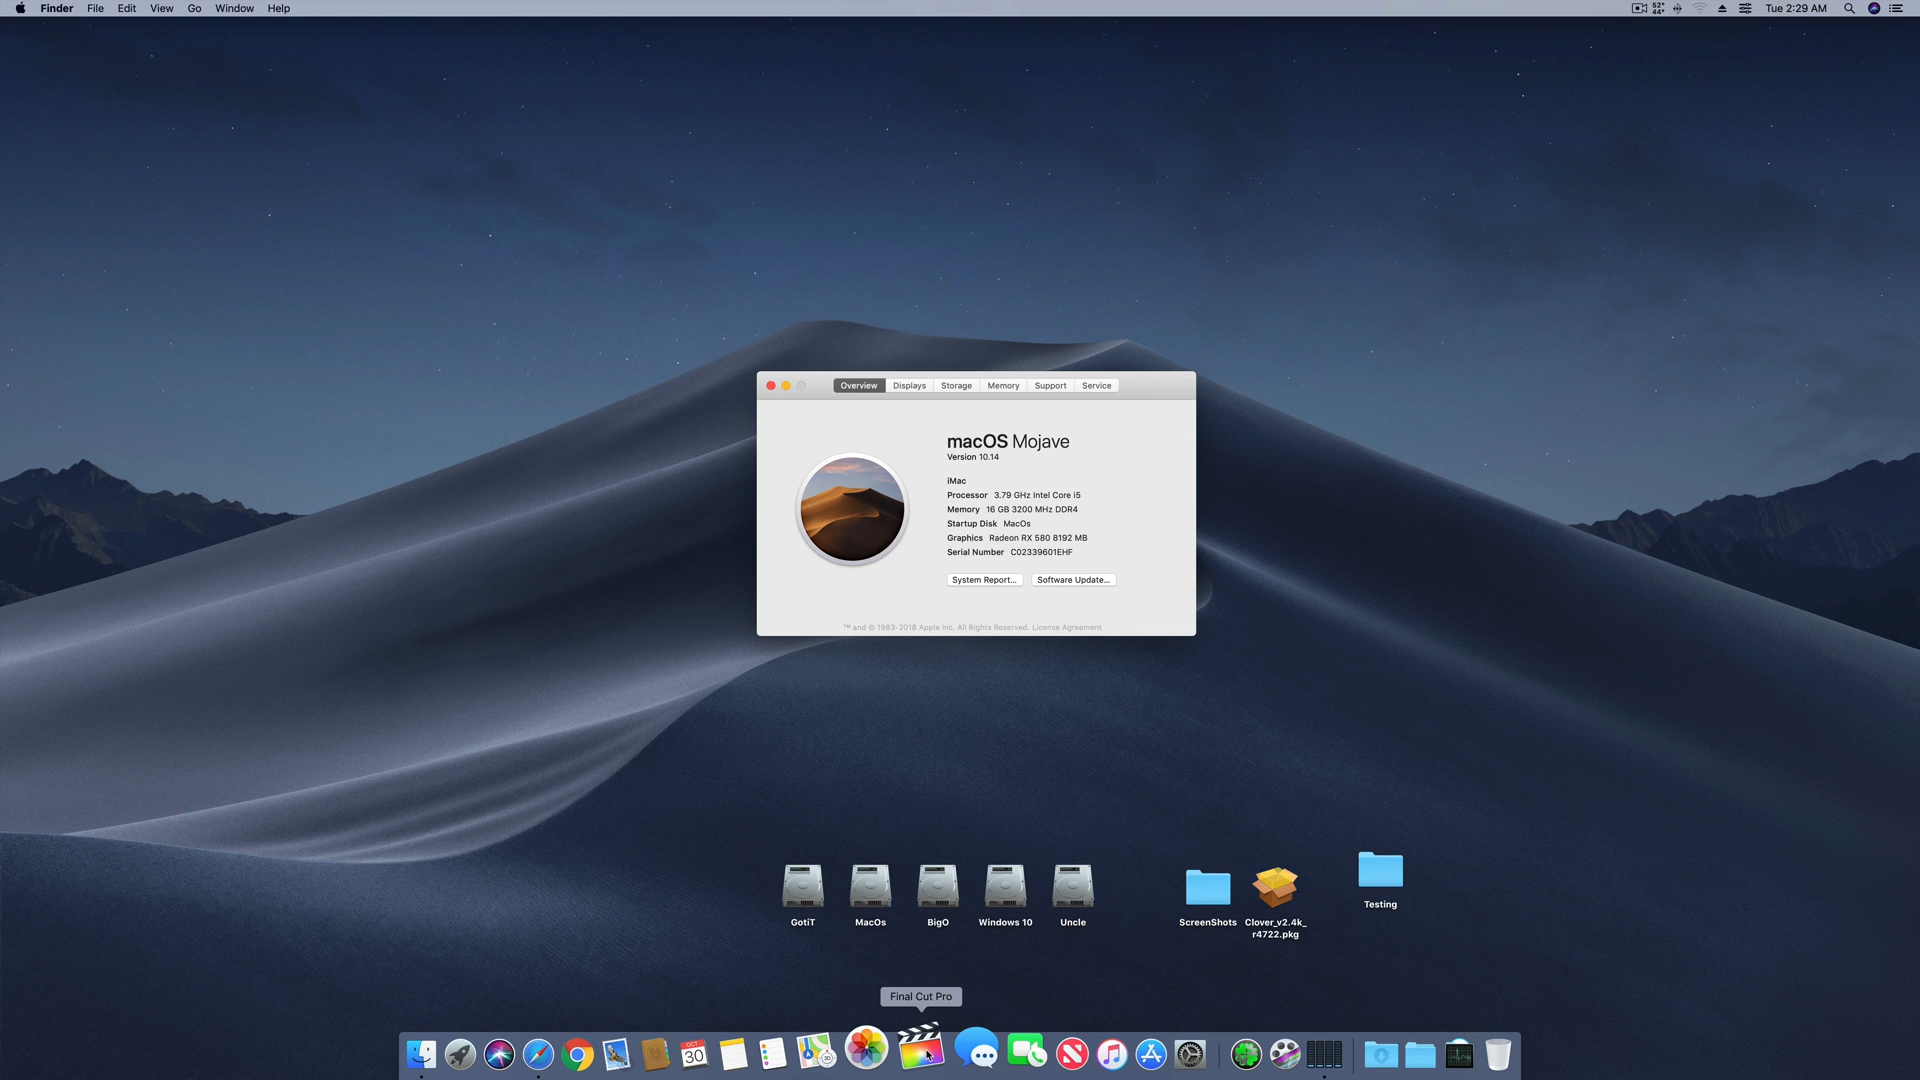 Finder File Edit View Go Window Help
52°
44°
Tue 2:29 AM
Overview Displays Storage Memory Support Service
macOS Mojave
Version 10.14
iMac
Processor 3.79 GHz Intel Core i5
Memory 16 GB 3200 MHz DDR4
Startup Disk MacOs
Graphics Radeon RX 580 8192 MB
Serial Number C02339601EHF
System Report... Software Update...
™ and © 1983-2018 Apple Inc. All Rights Reserved. License Agreement
Testing
GotiT MacOs BigO Windows 10 Uncle ScreenShots Clover_v2.4k_
r4722.pkg
Final Cut Pro
OCT
30